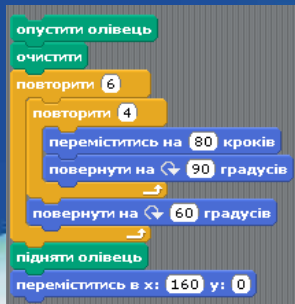 опустити олівець
очистити
повторити 6
повторити 4
переміститись на 80 кроків
повернути на 90 градусів
повернути на 60 градусів
підняти олівець
переміститись в x: 160 y: 0